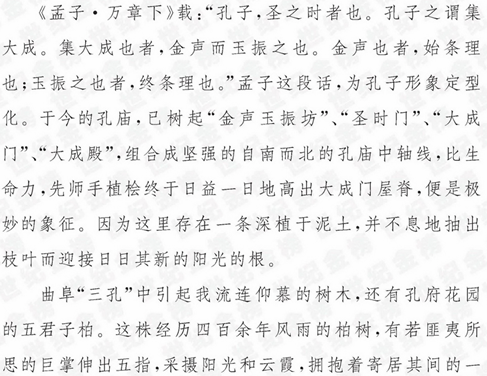 《孟子·万章下》载：“孔子，圣之时者也。孔子之谓集
大成。集大成也者，金声而玉振之也。金声也者，始条理
也；玉振之也者，终条理也。”孟子这段话，为孔子形象定型
化。于今的孔庙，已树起“金声玉振坊”、“圣时门”、“大成
门”、“大成殿”，组合成坚强的自南而北的孔庙中轴线，比生
命力，先师手植桧终于日益一日地高出大成门屋脊，便是极
妙的象征。因为这里存在一条深植于泥土，并不息地抽出
枝叶而迎接日日其新的阳光的根。
曲阜“三孔”中引起我流连仰慕的树木，还有孔府花园
的五君子柏。这株经历四百余年风雨的柏树，有若匪夷所
思的巨掌伸出五指，采摄阳光和云霞，拥抱着寄居其间的一